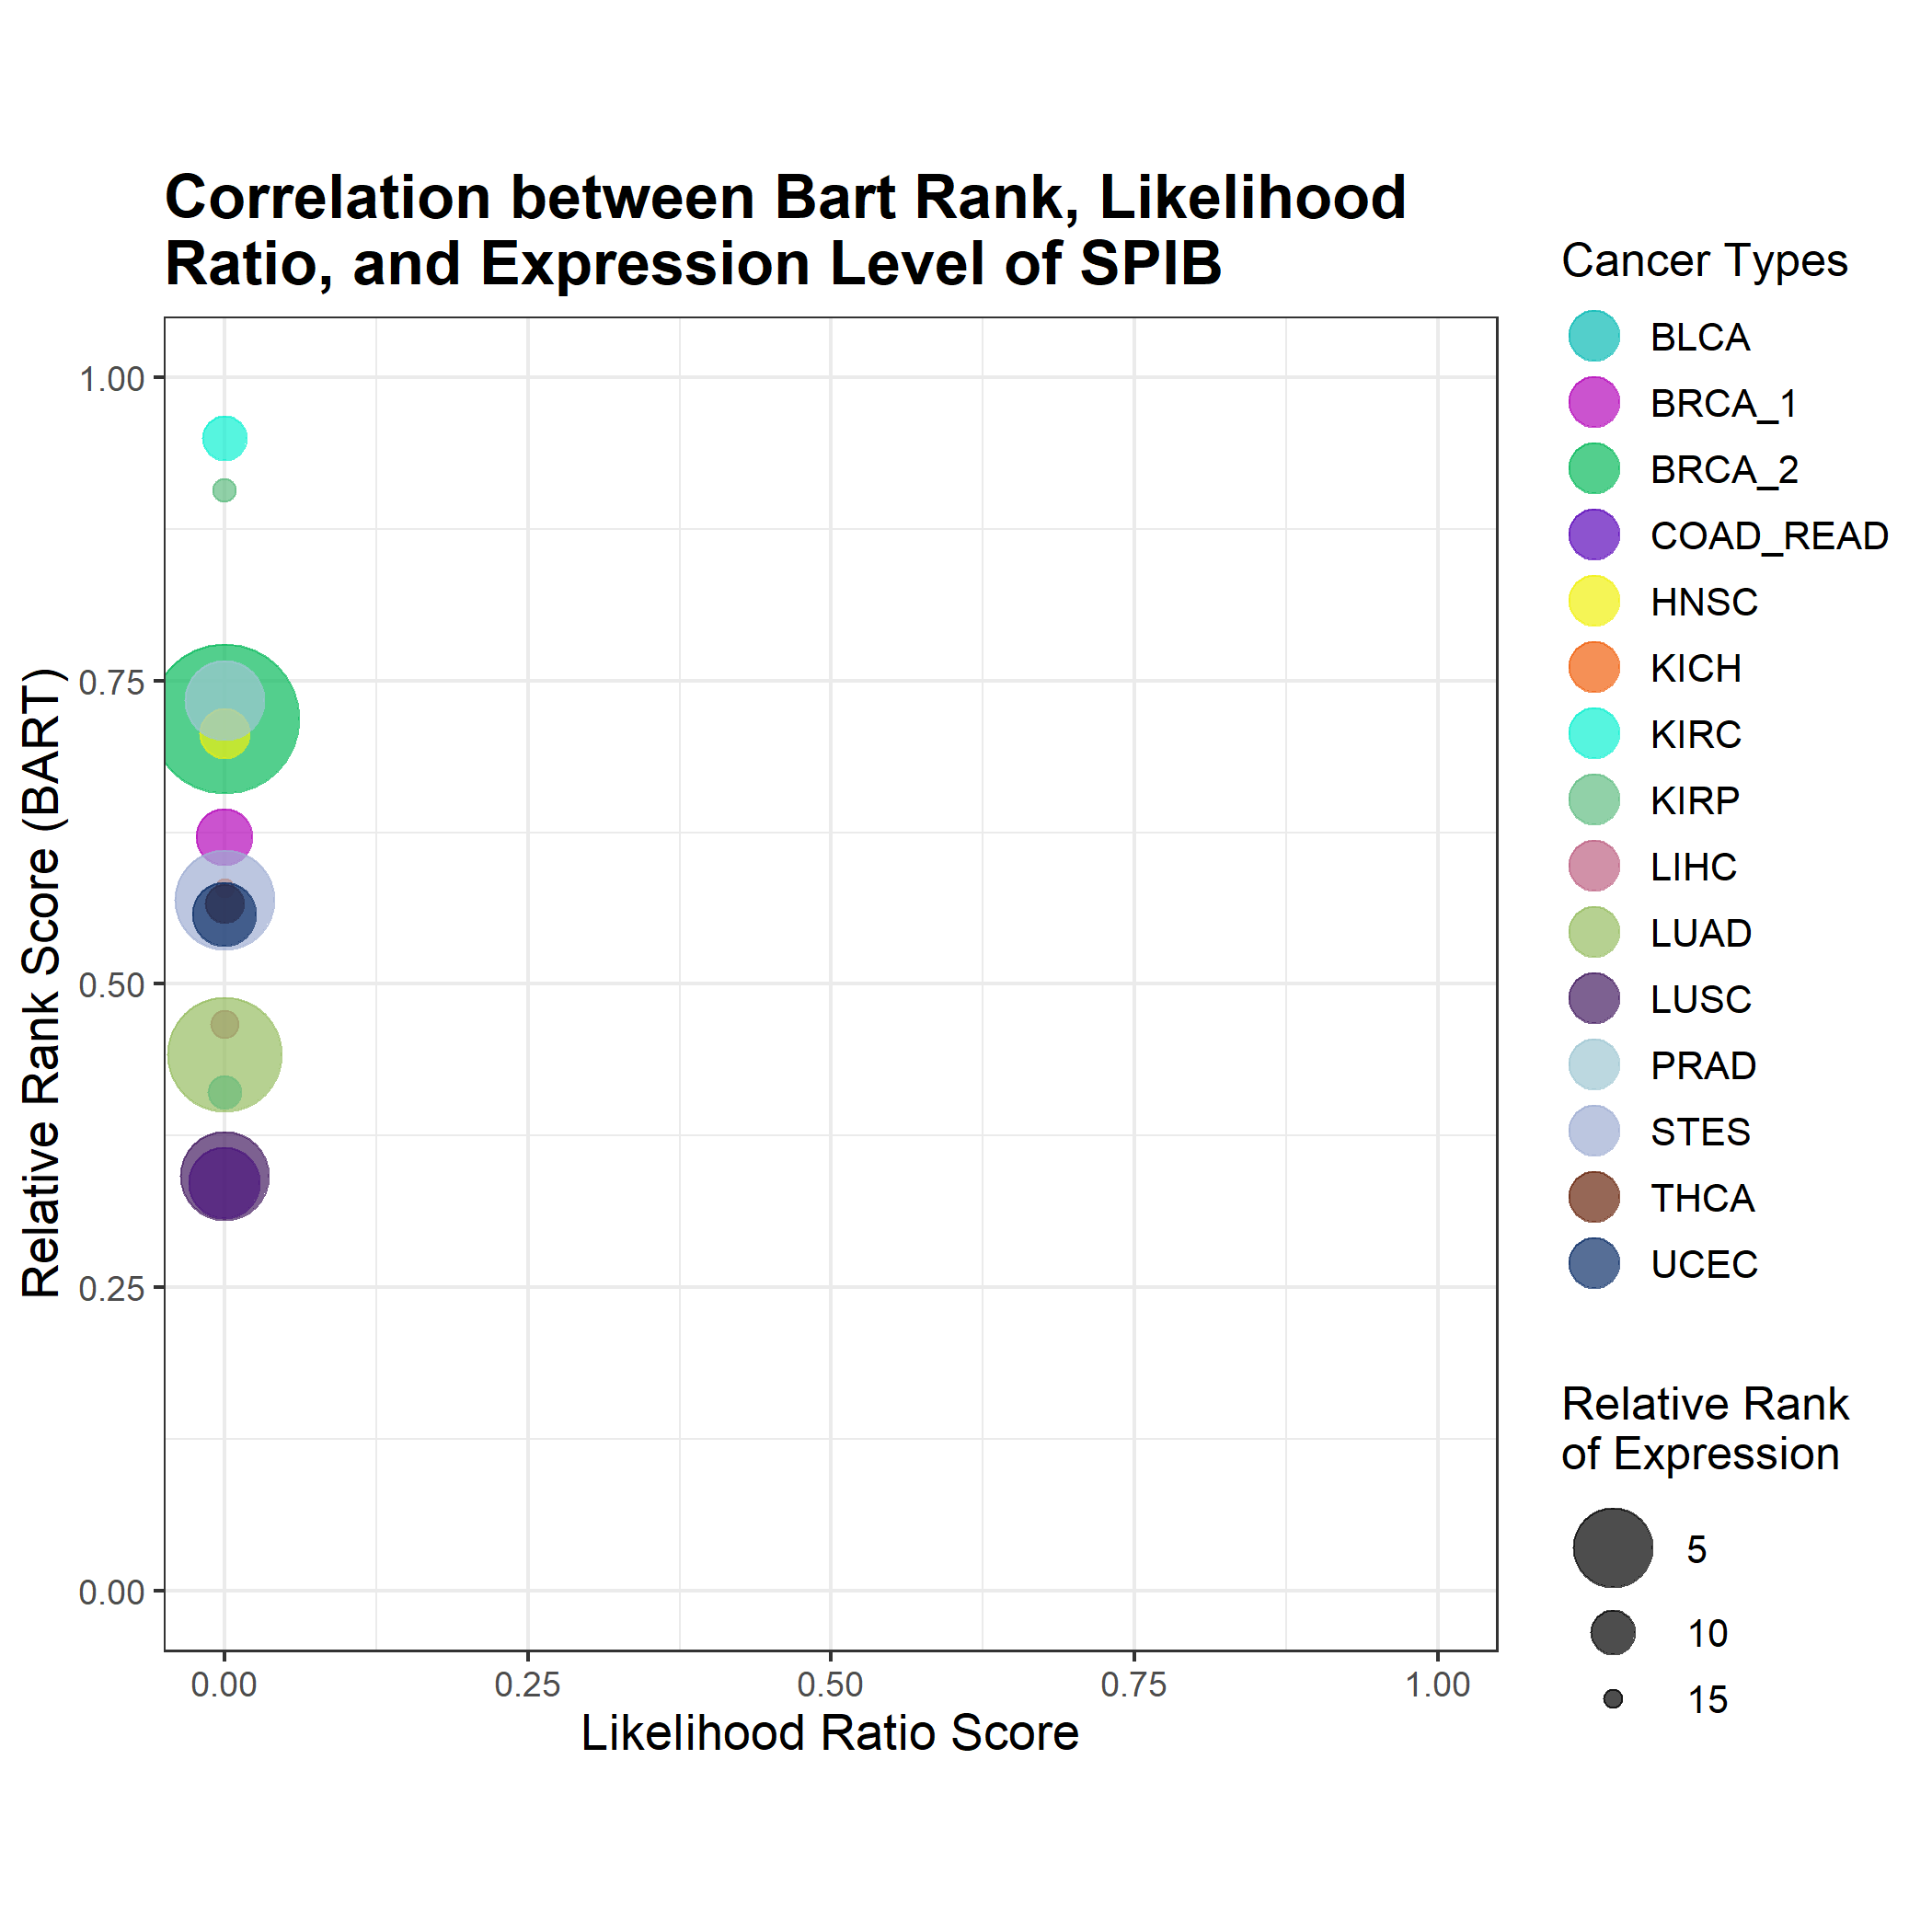 Correlation between Bart Rank, Likelihood
Ratio, and Expression Level of SPIB
Relative Rank Score (BART)
1.00
0.75
0.50
0.25
0.00
0.00
0.25
0.50
0.75
1.00
Likelihood Ratio Score
Cancer Types
BLCA
BRCA_1
BRCA_2
COAD_READ
HNSC
KICH
KIRC
KIRP
LIHC
LUAD
LUSC
PRAD
STES
THCA
UCEC
Relative Rank
of Expression
5
10
15